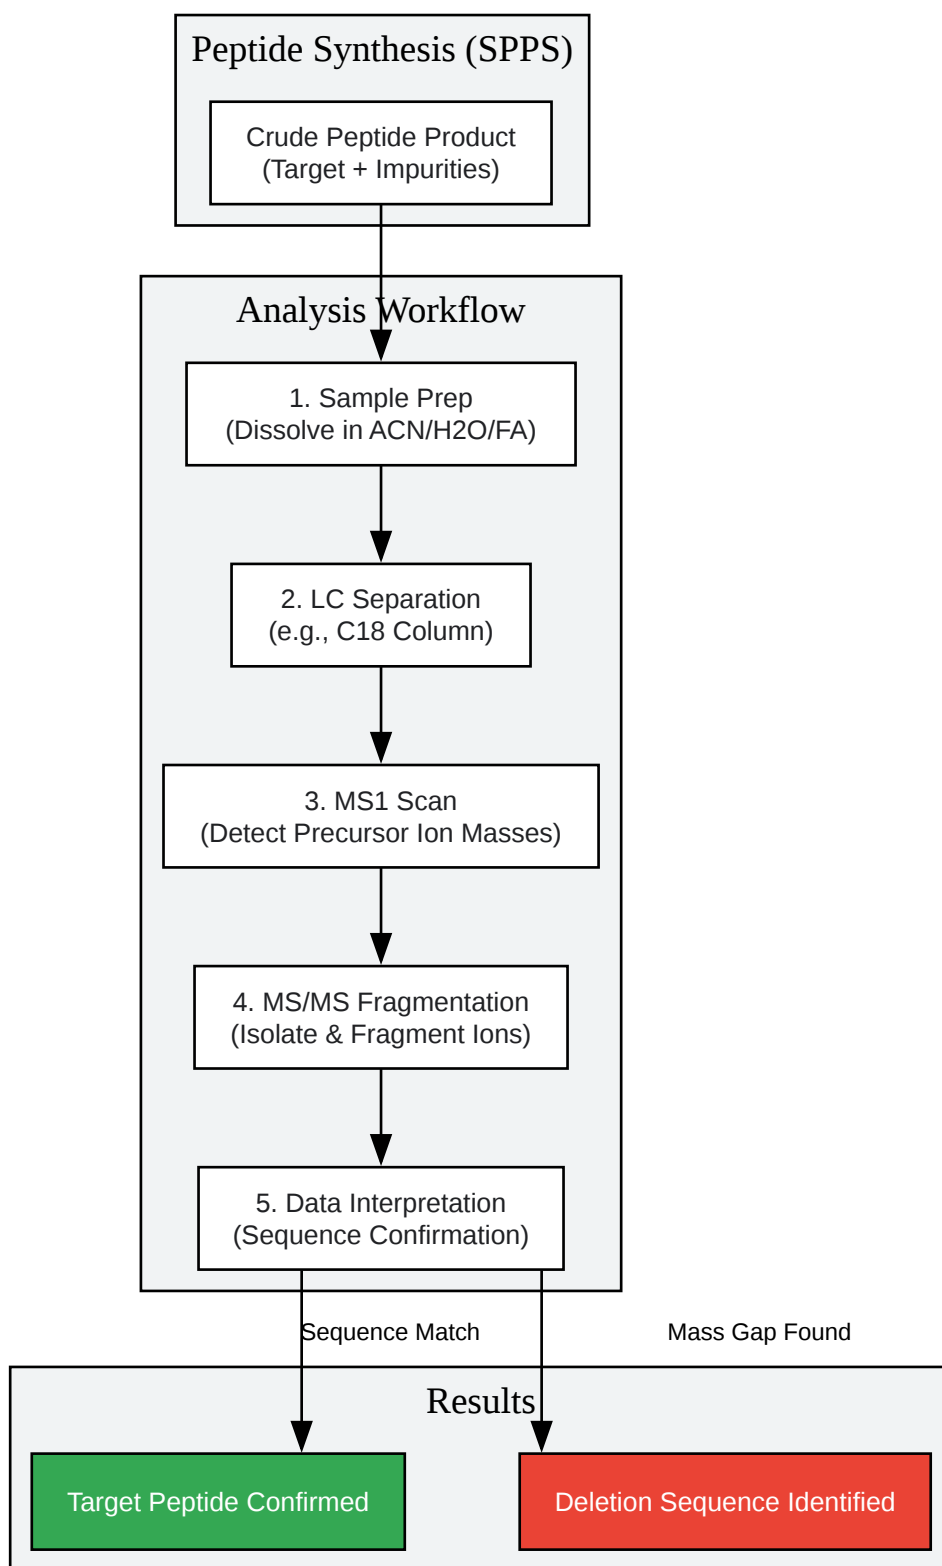 Peptide Synthesis (SPPS)
Crude Peptide Product
(Target + Impurities)
Analysis Workflow
1. Sample Prep
(Dissolve in ACN/H2O/FA)
2. LC Separation
(e.g., C18 Column)
3. MS1 Scan
(Detect Precursor Ion Masses)
4. MS/MS Fragmentation
(Isolate & Fragment Ions)
5. Data Interpretation
(Sequence Confirmation)
Sequence Match
Mass Gap Found
Results
Target Peptide Confirmed
Deletion Sequence Identified